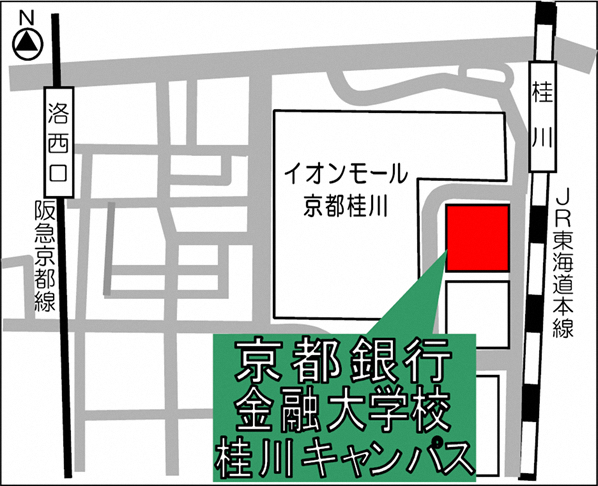 N
洛西口
阪急京都線
イオンモール
京都桂川
桂川
JR東海道本線
京都銀行
金融大学校
桂川キャンパス